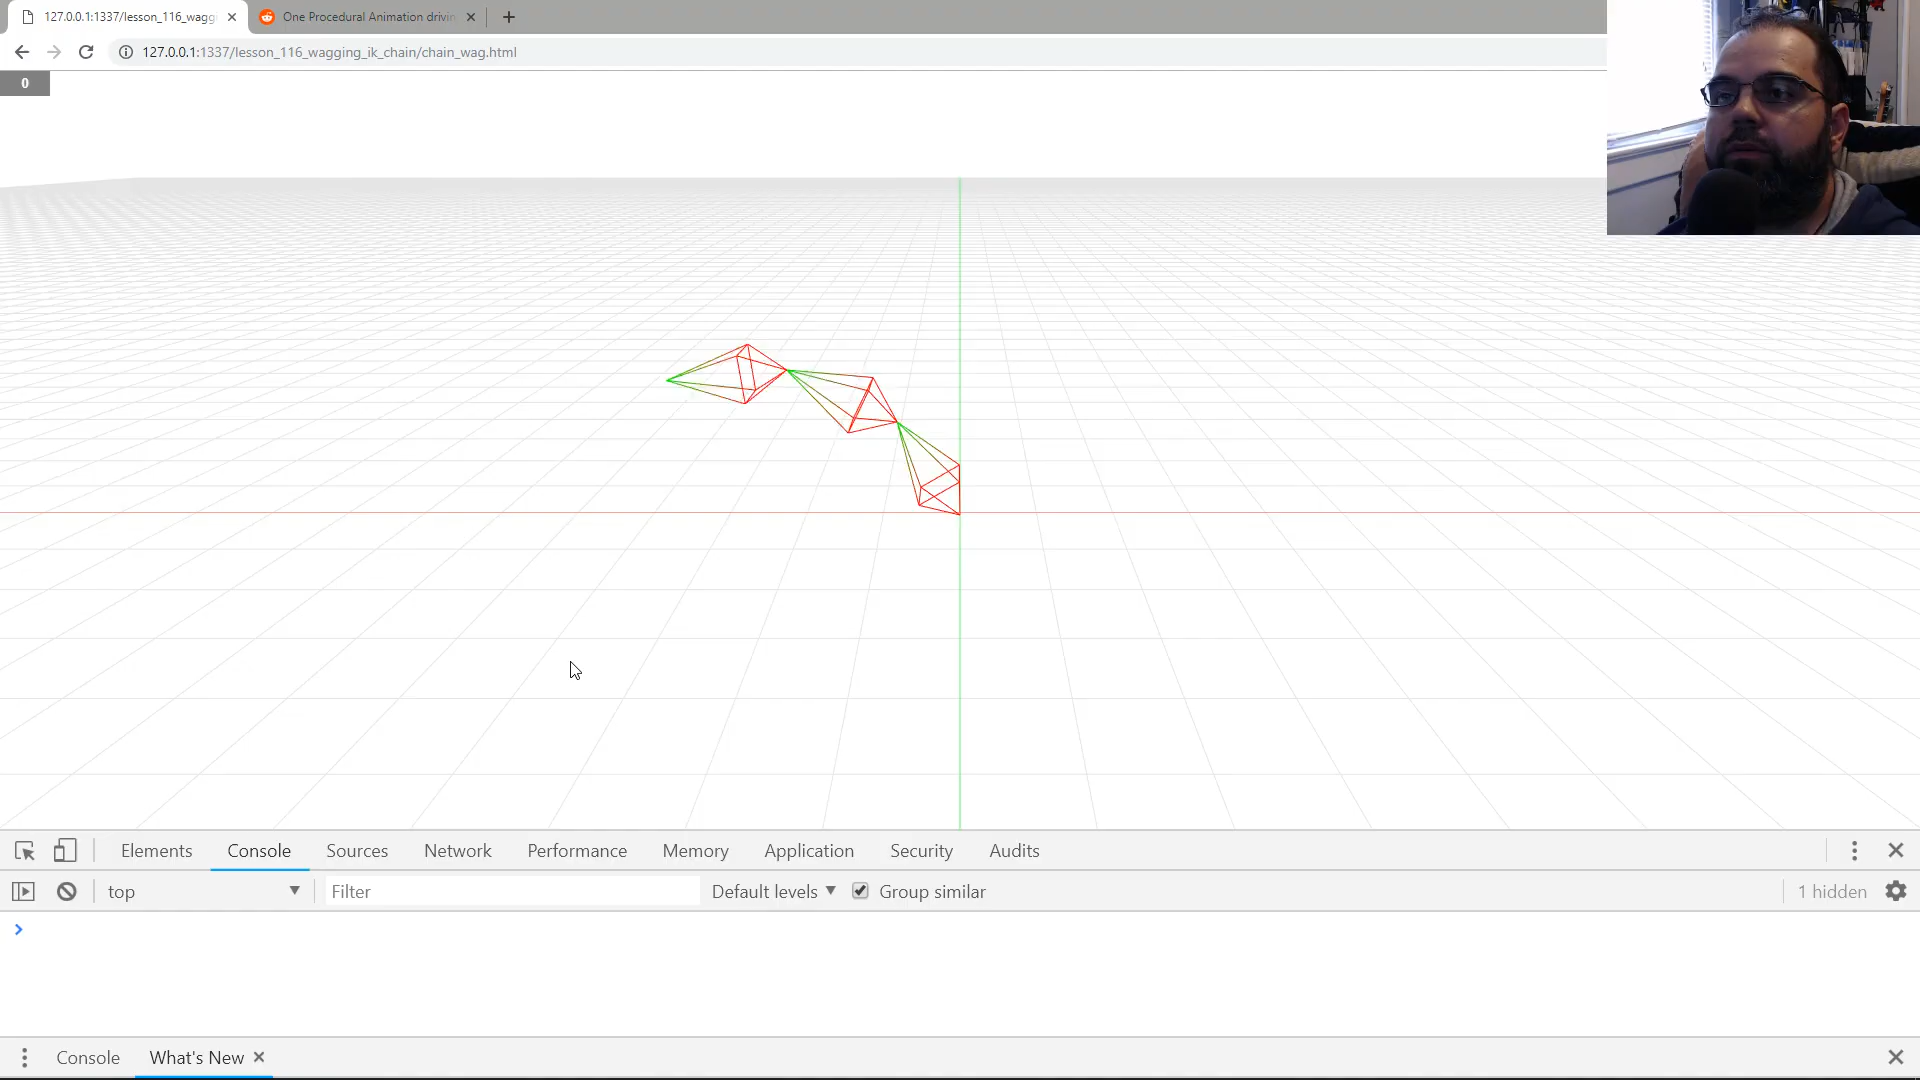 127.0.0.1:1337/lesson_116_wagg
One Procedural Animation drivin
127.0.0.1:1337/lesson_116_wagging_ik_chain/chain_wag.html
0
Elements Console Sources Network Performance Memory Application Security Audits
top Filter Default levels Group similar 1 hidden
Console What's New